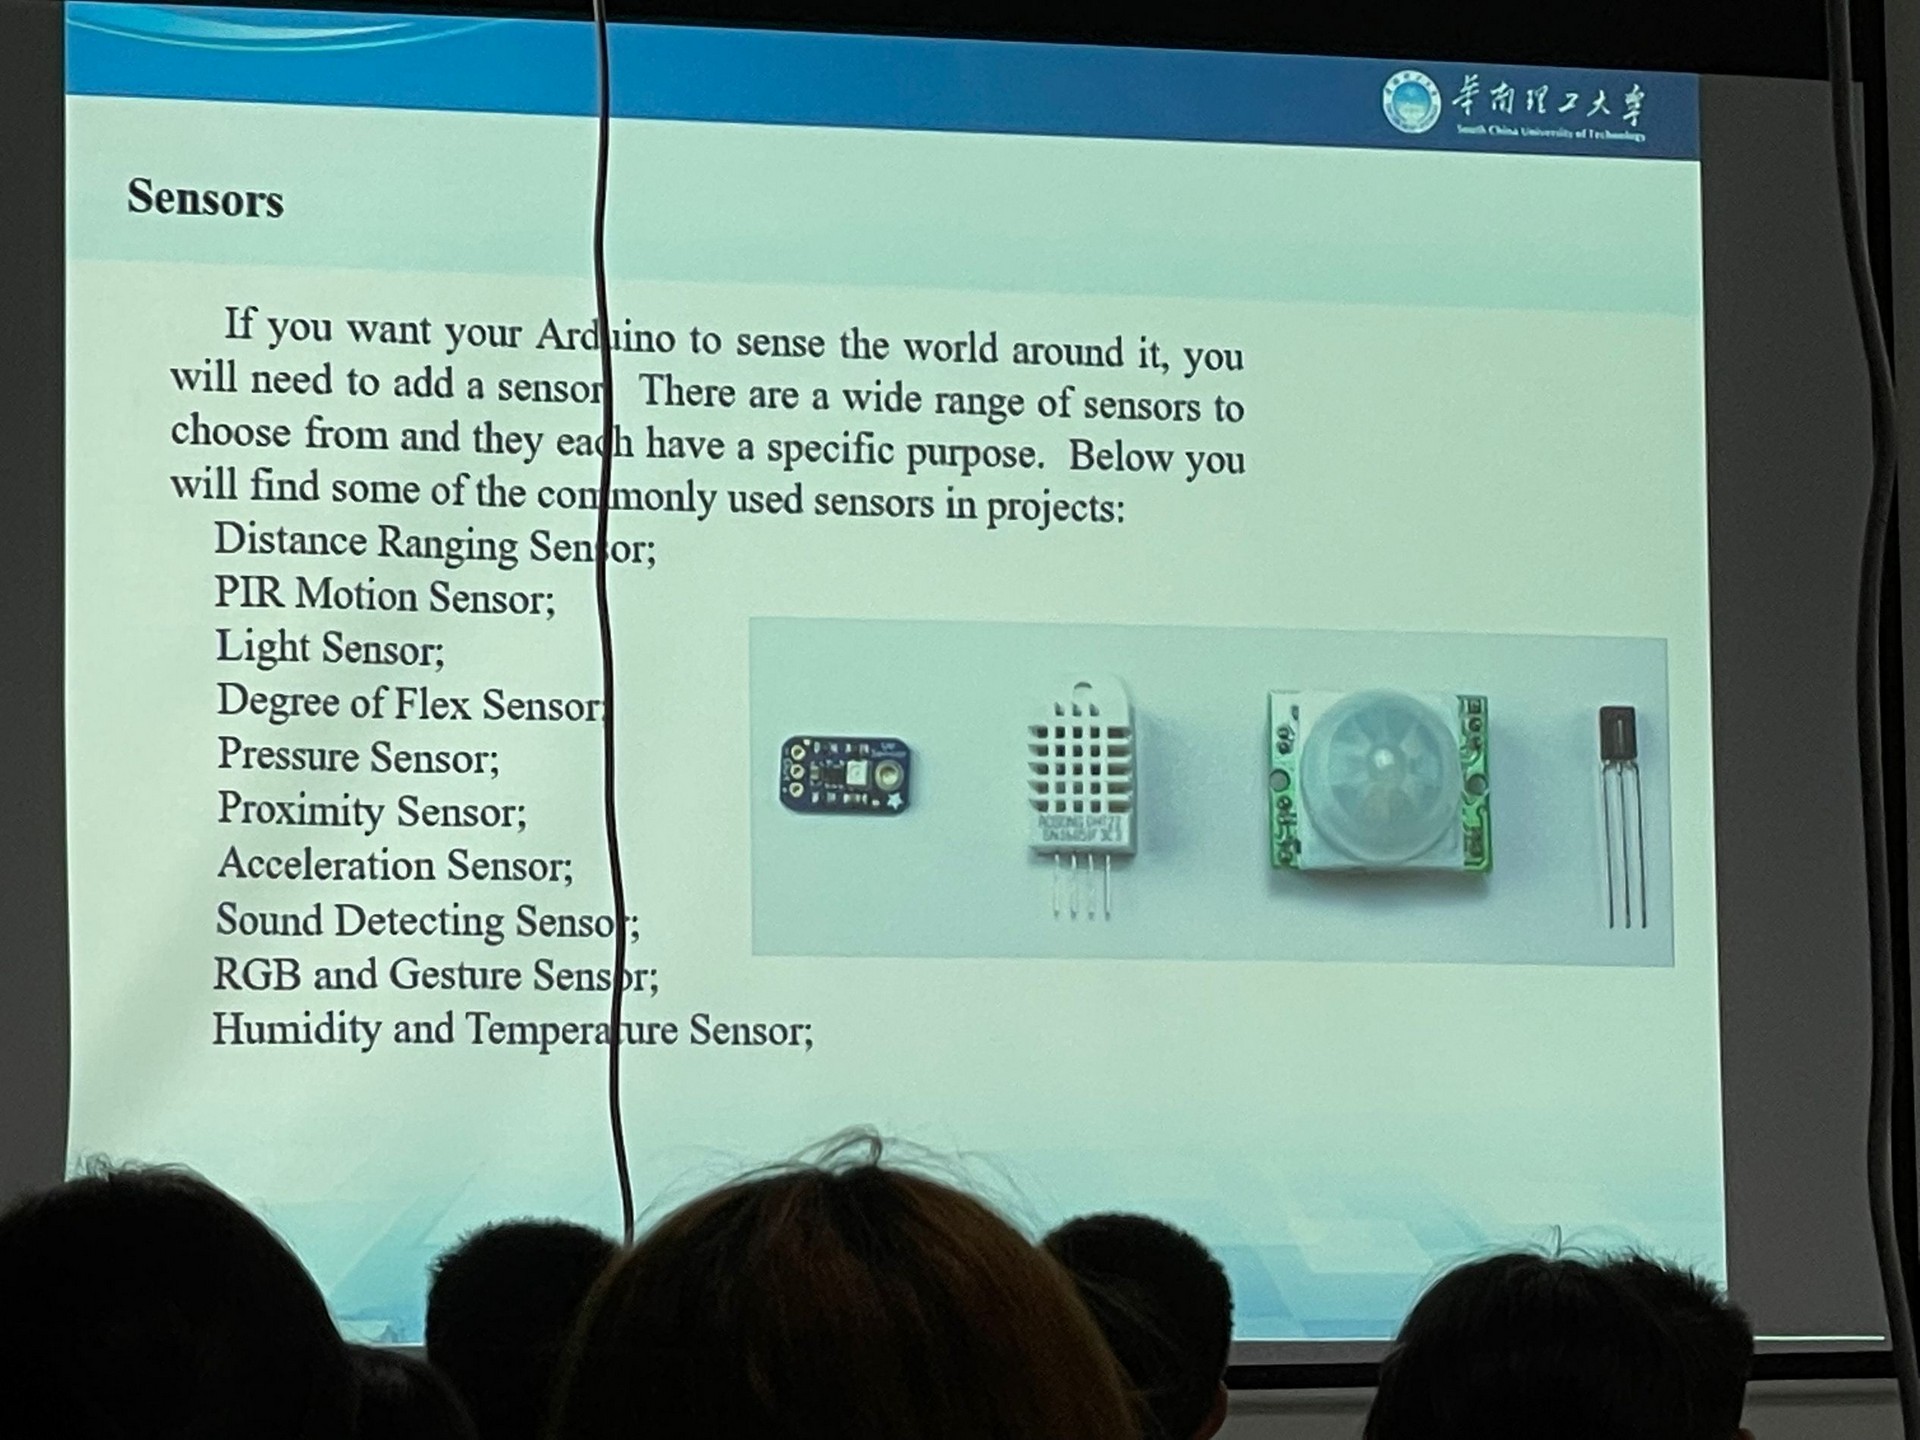 華南理工大學
South China University of Technology
Sensors
If you want your Arduino to sense the world around it, you
will need to add a sensor. There are a wide range of sensors to
choose from and they each have a specific purpose. Below you
will find some of the commonly used sensors in projects:
Distance Ranging Sensor;
PIR Motion Sensor;
Light Sensor;
Degree of Flex Sensor;
Pressure Sensor;
Proximity Sensor;
Acceleration Sensor;
Sound Detecting Sensor;
RGB and Gesture Sensor;
Humidity and Temperature Sensor;
AOSONG DHT22